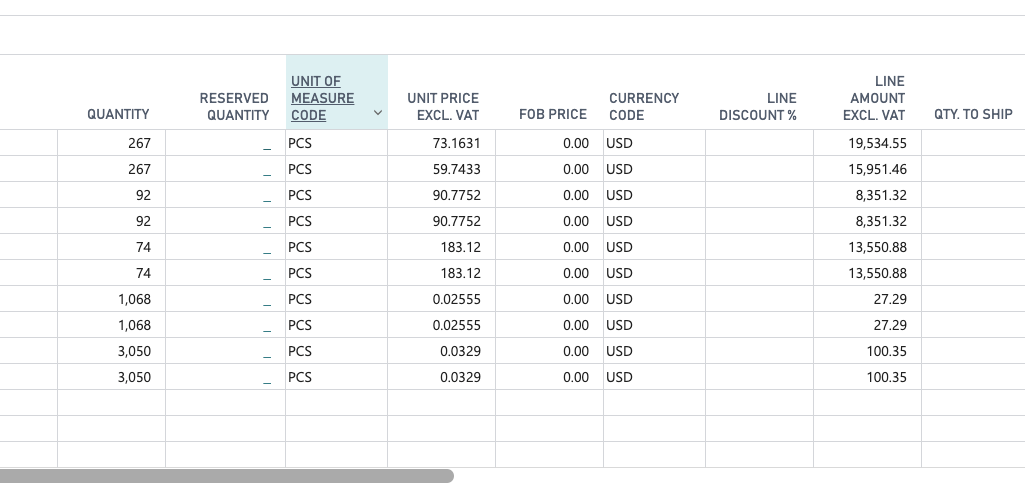 QUANTITY RESERVED QUANTITY UNIT OF MEASURE CODE UNIT PRICE EXCL. VAT FOB PRICE CURRENCY CODE LINE DISCOUNT % LINE AMOUNT EXCL. VAT QTY. TO SHIP
267 _ PCS 73.1631 0.00 USD 19,534.55
267 _ PCS 59.7433 0.00 USD 15,951.46
92 _ PCS 90.7752 0.00 USD 8,351.32
92 _ PCS 90.7752 0.00 USD 8,351.32
74 _ PCS 183.12 0.00 USD 13,550.88
74 _ PCS 183.12 0.00 USD 13,550.88
1,068 _ PCS 0.02555 0.00 USD 27.29
1,068 _ PCS 0.02555 0.00 USD 27.29
3,050 _ PCS 0.0329 0.00 USD 100.35
3,050 _ PCS 0.0329 0.00 USD 100.35